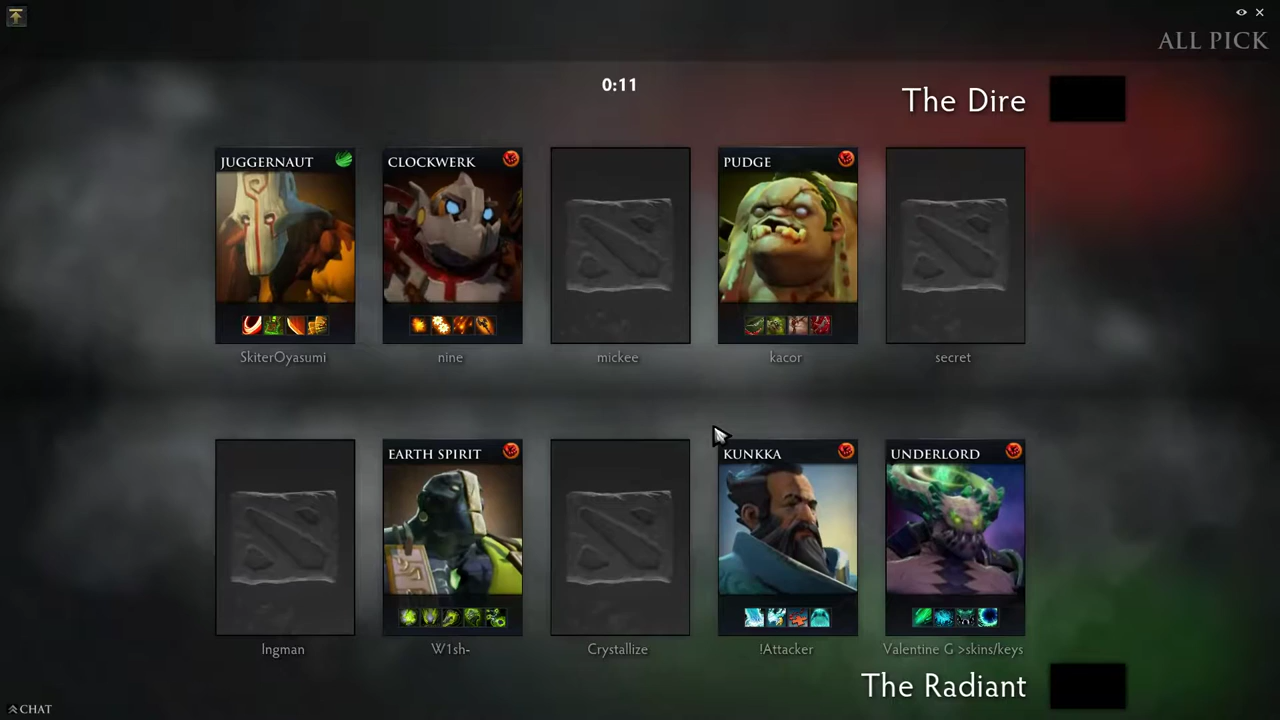 ALL PICK
0:11
The Dire
JUGGERNAUT
CLOCKWERK
PUDGE
SkiterOyasumi
nine
mickee
kacor
secret
EARTH SPIRIT
KUNKKA
UNDERLORD
Ingman
W1sh-
Crystallize
!Attacker
Valentine G >skins/keys
The Radiant
CHAT